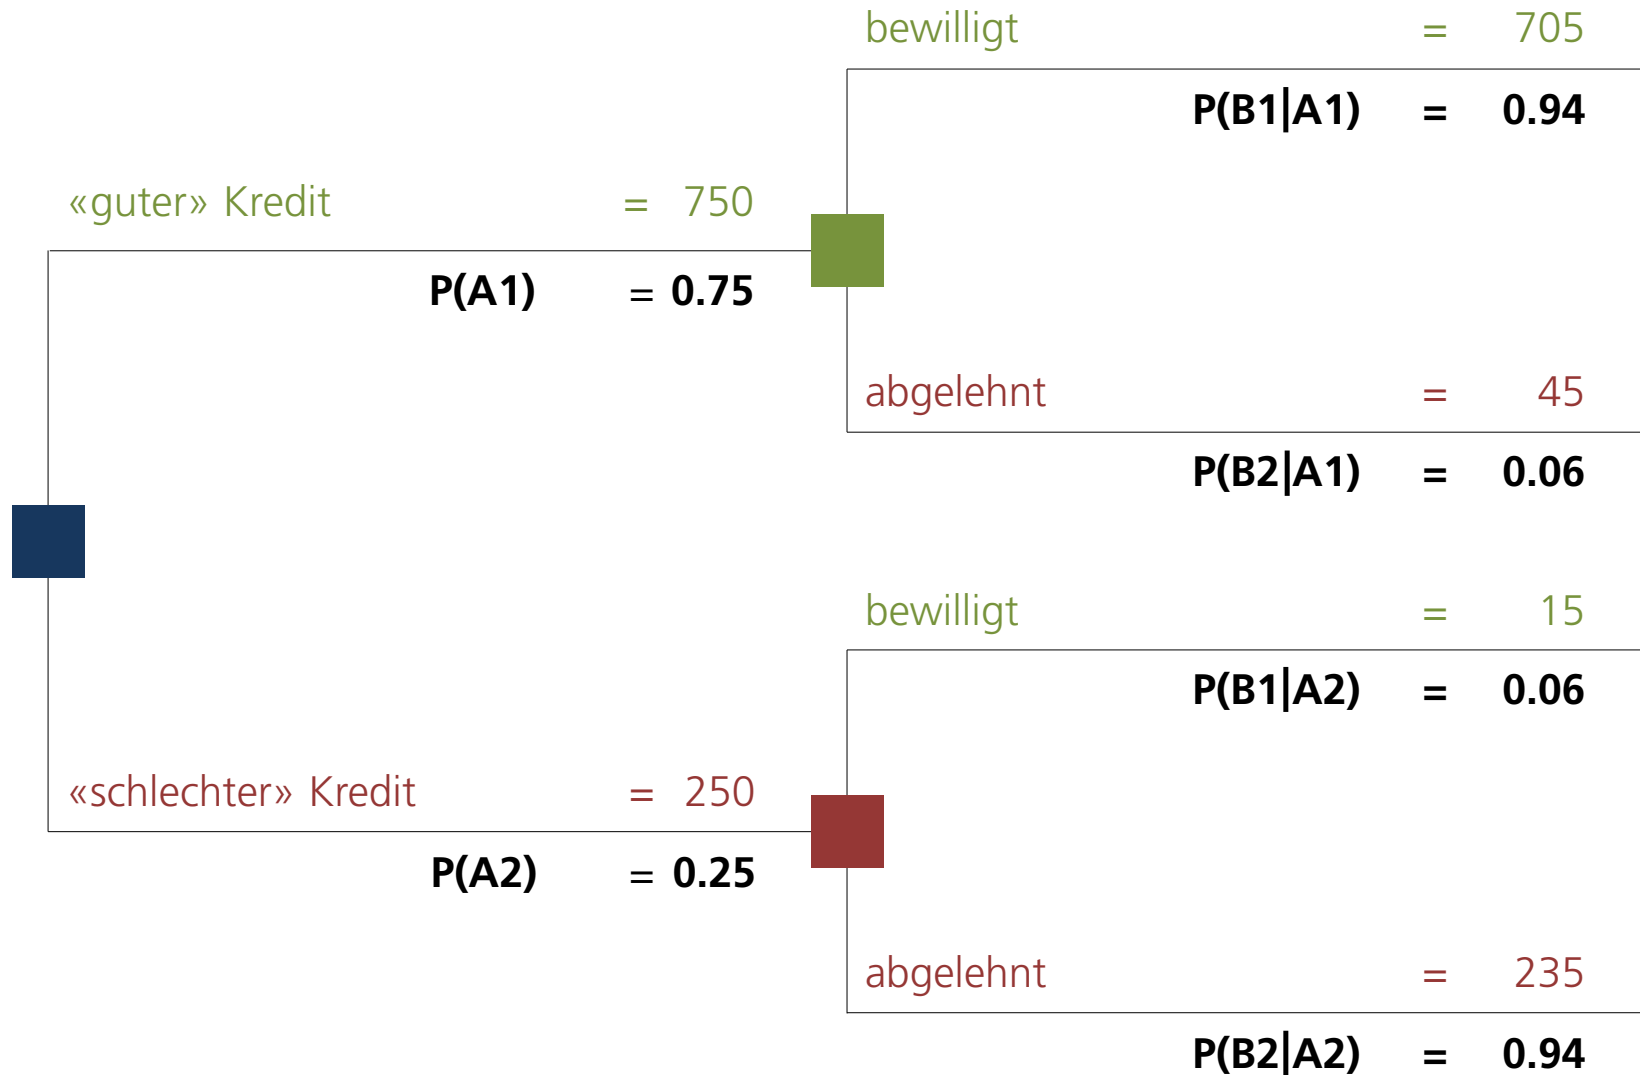 bewilligt = 705
P(B1|A1) = 0.94
«guter» Kredit = 750
P(A1) = 0.75
abgelehnt = 45
P(B2|A1) = 0.06
bewilligt = 15
P(B1|A2) = 0.06
«schlechter» Kredit = 250
P(A2) = 0.25
abgelehnt = 235
P(B2|A2) = 0.94